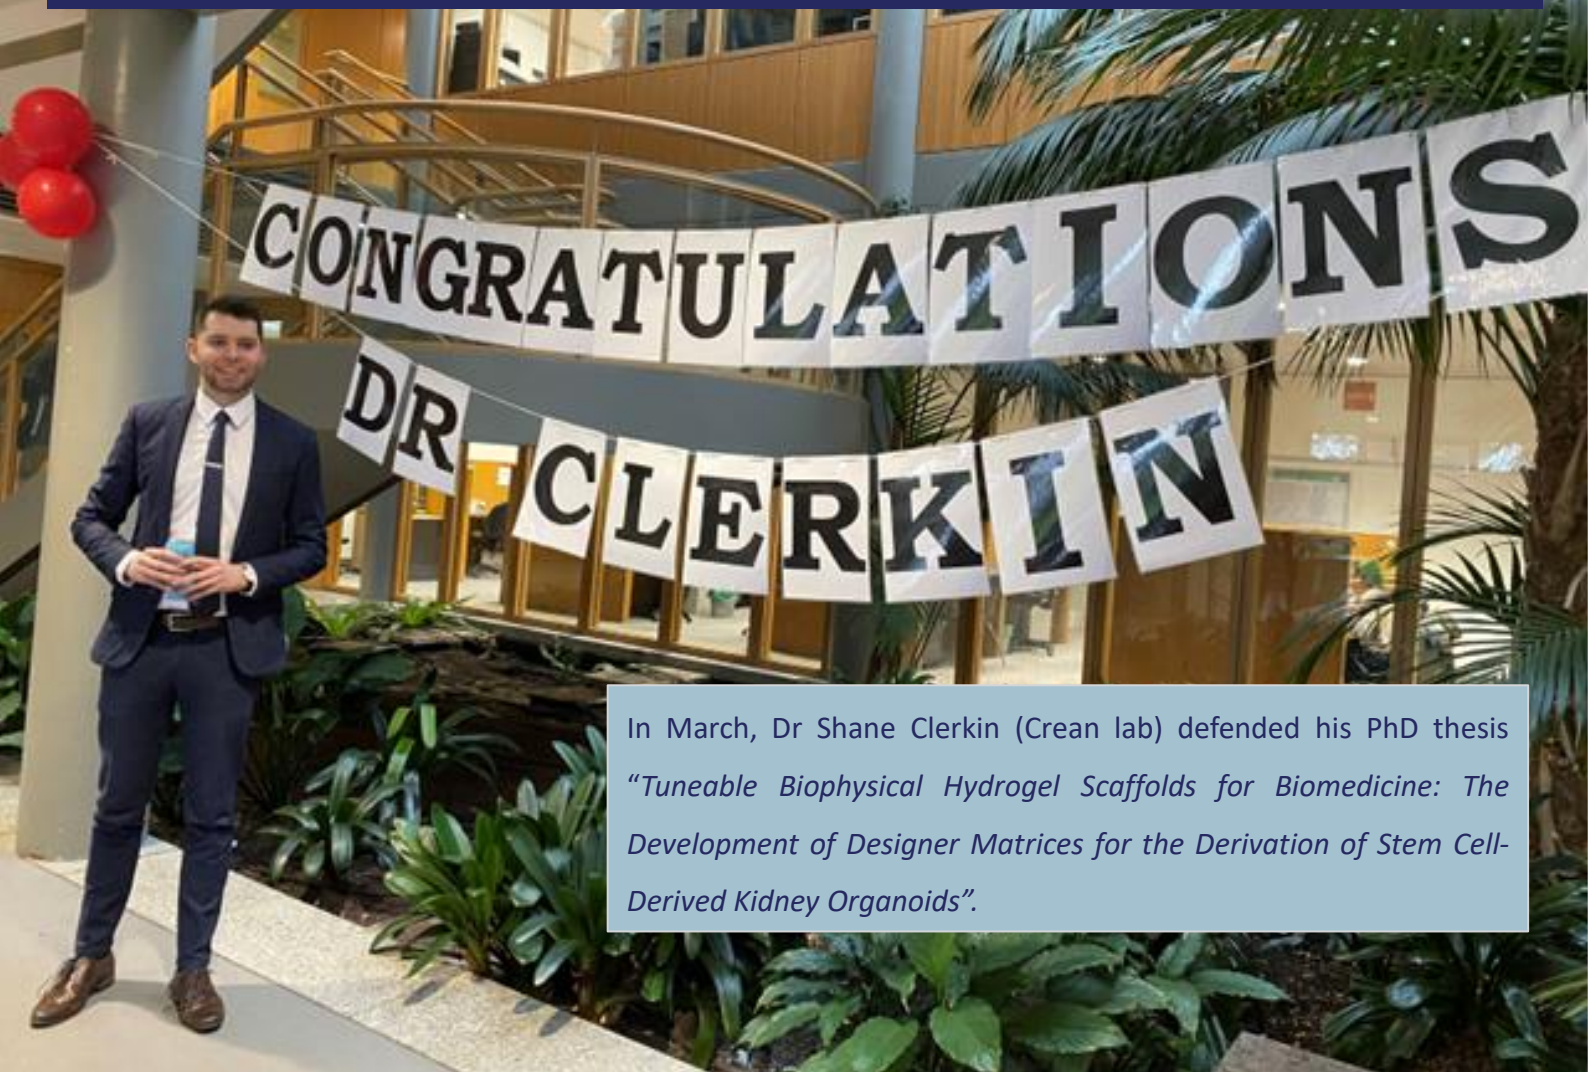 CONGRATULATIONS
DR CLERKIN
In March, Dr Shane Clerkin (Crean lab) defended his PhD thesis
“Tuneable Biophysical Hydrogel Scaffolds for Biomedicine: The
Development of Designer Matrices for the Derivation of Stem Cell-
Derived Kidney Organoids”.